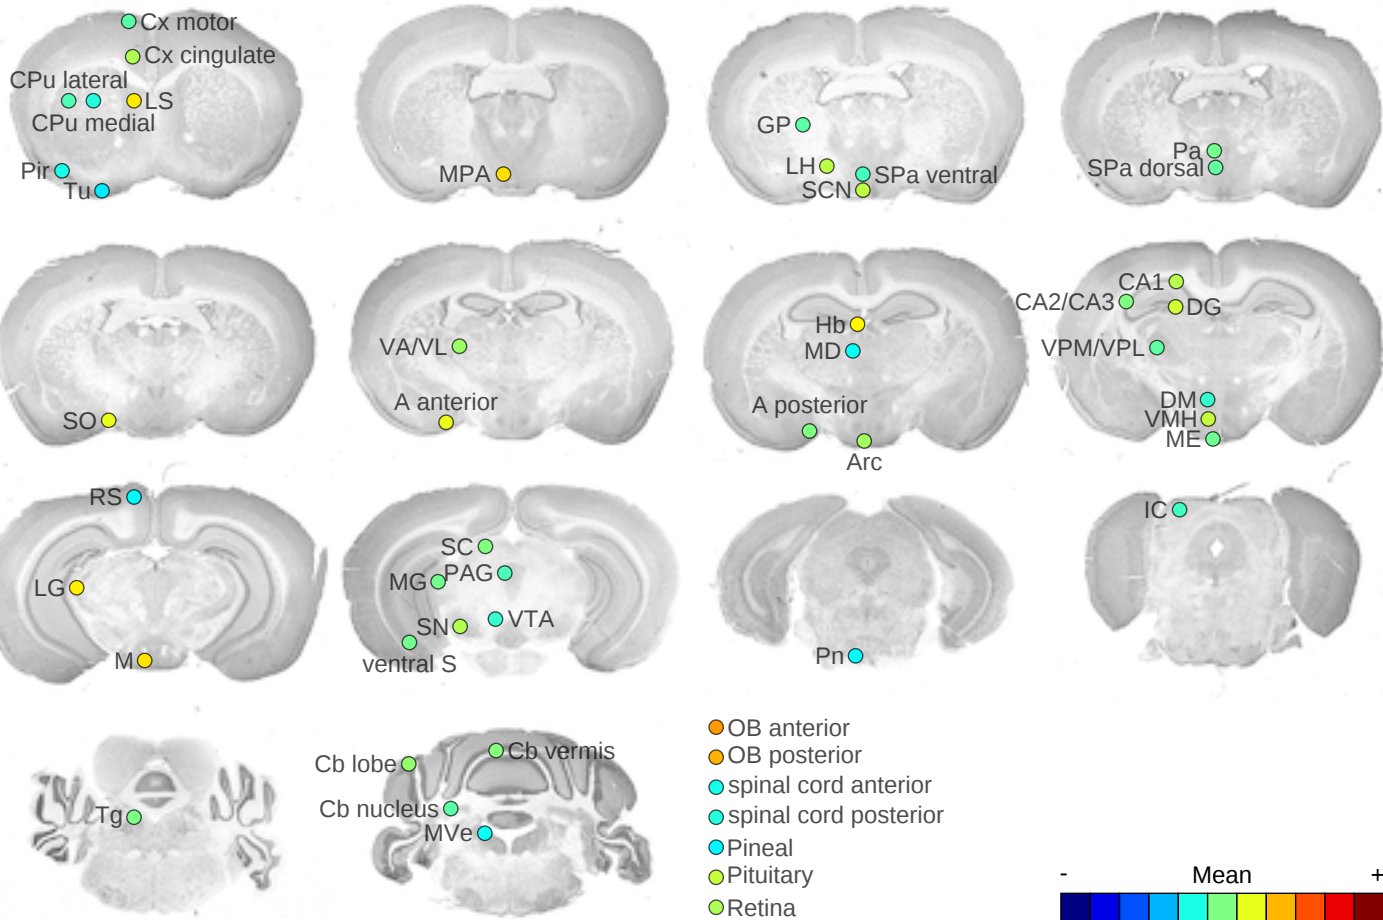 Cx motor
Cx cingulate
CPu lateral
LS
CPu medial
Pir
Tu
MPA
GP
LH
SPa ventral
SCN
Pa
SPa dorsal
SO
VA/VL
A anterior
Hb
MD
A posterior
Arc
CA1
CA2/CA3
DG
VPM/VPL
DM
VMH
ME
RS
LG
M
SC
PAG
MG
VTA
SN
ventral S
Pn
IC
Tg
Cb vermis
Cb lobe
Cb nucleus
MVe
OB anterior
OB posterior
spinal cord anterior
spinal cord posterior
Pineal
Pituitary
Retina
- Mean +